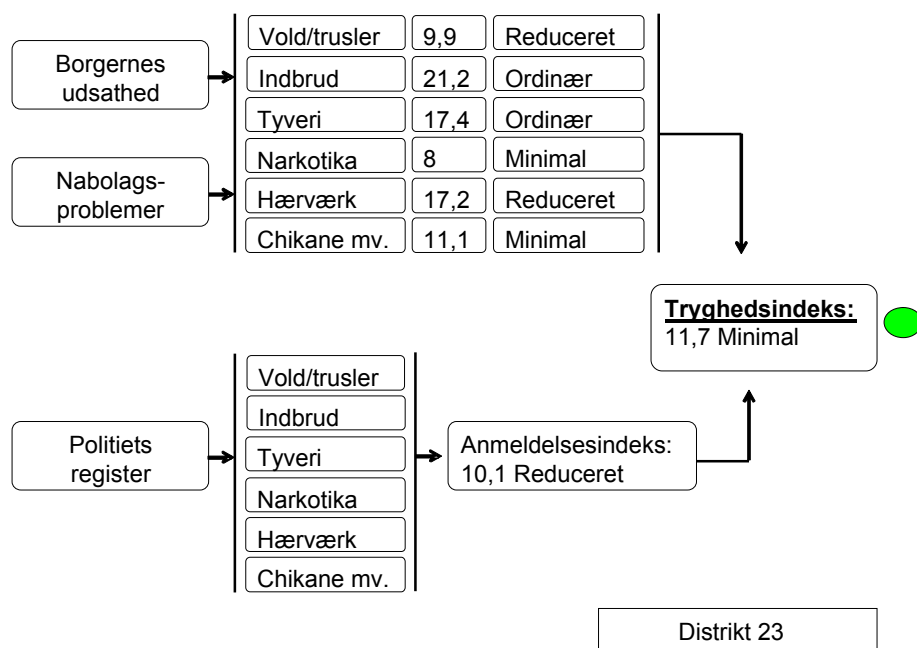 Borgernes
udsathed
Nabolags-
problemer
Vold/trusler 9,9 Reduceret
Indbrud 21,2 Ordinær
Tyveri 17,4 Ordinær
Narkotika 8 Minimal
Hærværk 17,2 Reduceret
Chikane mv. 11,1 Minimal
Tryghedsindeks:
11,7 Minimal
Politiets
register
Vold/trusler
Indbrud
Tyveri
Narkotika
Hærværk
Chikane mv.
Anmeldelsesindeks:
10,1 Reduceret
Distrikt 23